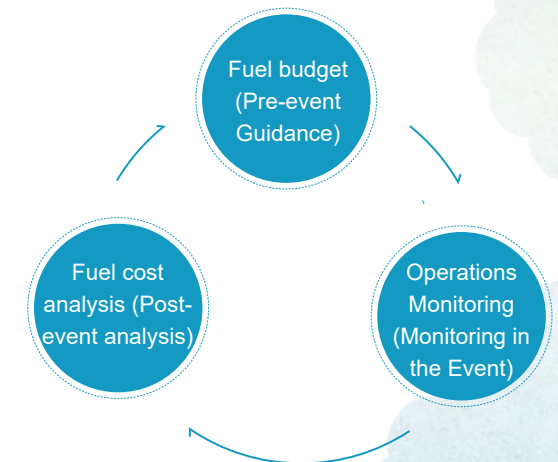 Fuel budget
(Pre-event
Guidance)
Fuel cost
analysis (Post-
event analysis)
Operations
Monitoring
(Monitoring in
the Event)